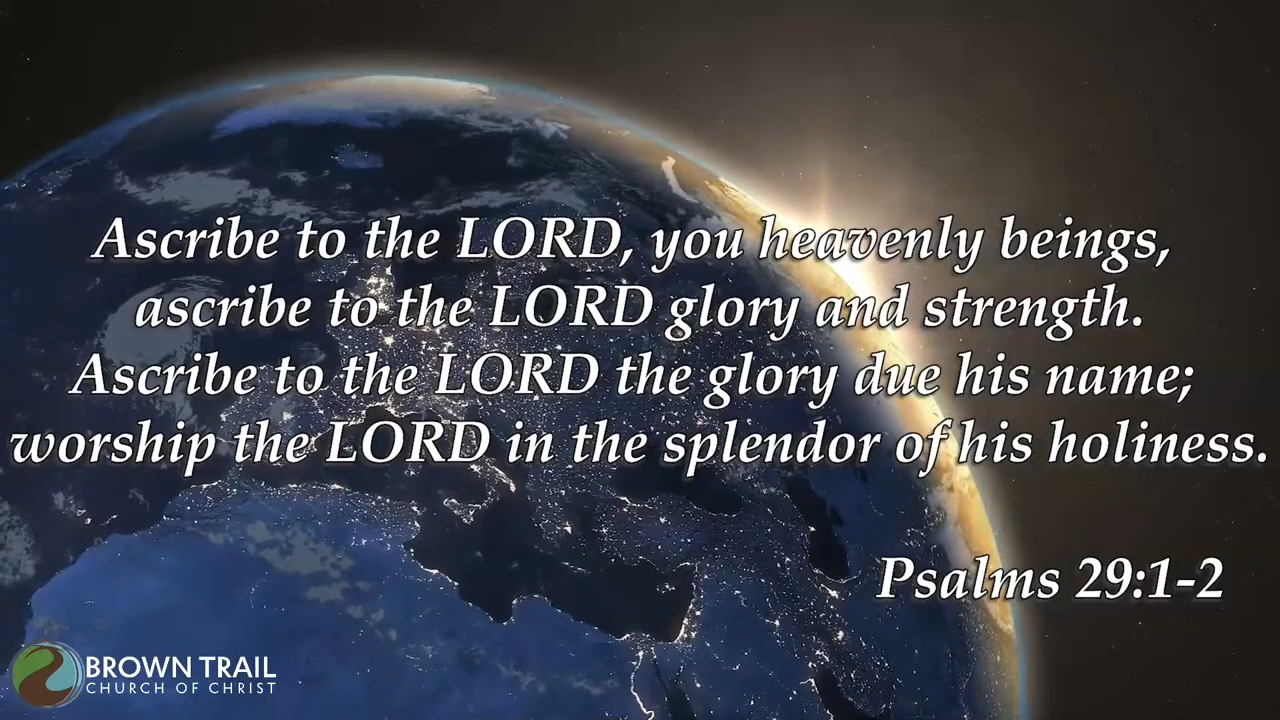 Ascribe to the LORD, you heavenly beings,
ascribe to the LORD glory and strength.
Ascribe to the LORD the glory due his name;
worship the LORD in the splendor of his holiness.
Psalms 29:1-2
BROWN TRAIL
CHURCH OF CHRIST